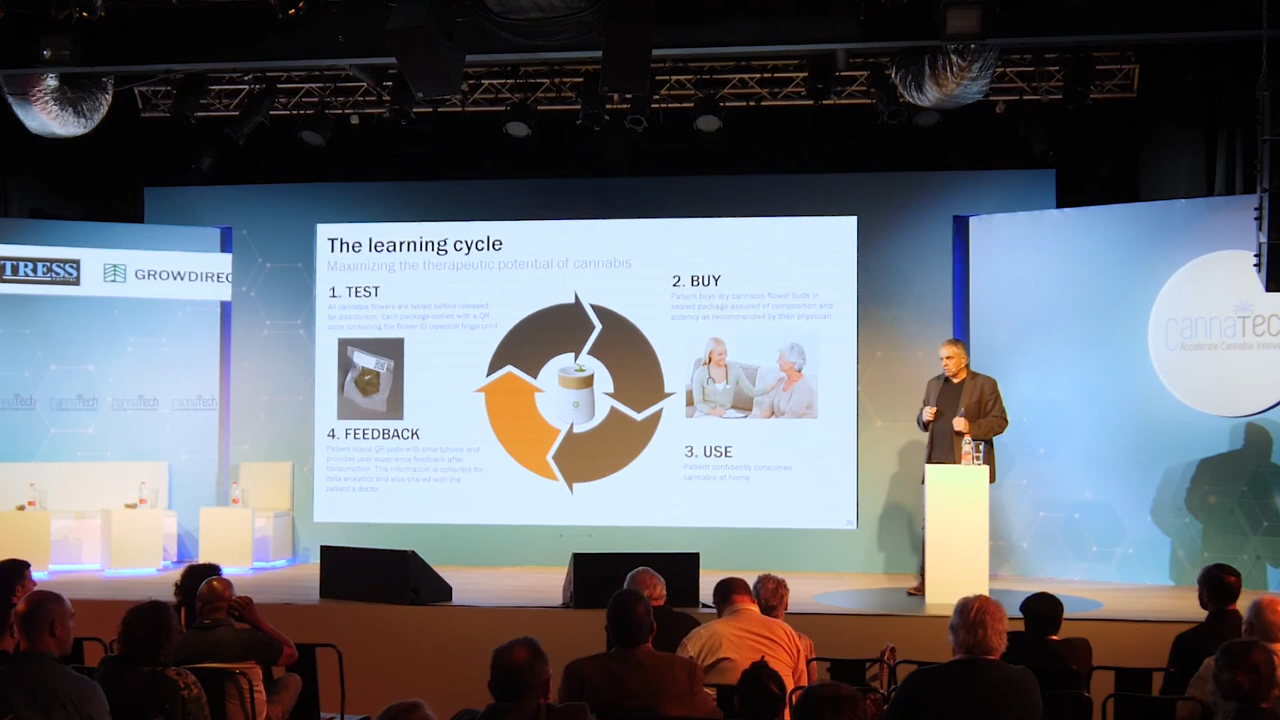 The learning cycle
Maximizing the therapeutic potential of cannabis
1. TEST
All cannabis flowers are tested before released
for distribution. Each package comes with a QR
code containing the flower ID (spectral fingerprint
2. BUY
Patient buys dry cannabis flower buds in
sealed package assured of composition and
potency as recommended by their physician
4. FEEDBACK
Patient scans QR code with smartphone and
provides user experience feedback after
consumption. This information is collected for
data analytics and also shared with the
patient's doctor.
3. USE
Patient confidently consumes
cannabis at home.
TRESS
CAPITAL
GROWDIREC
cannaTech
cannaTech
cannaTech
cannaTech
Accelerate Cannabis Innova